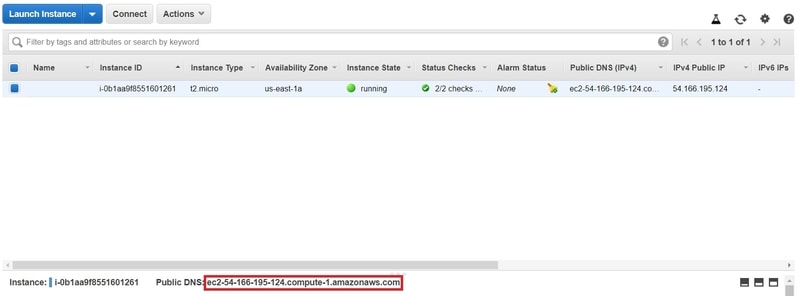 Launch Instance Connect Actions
Filter by tags and attributes or search by keyword 1 to 1 of 1
Name Instance ID Instance Type Availability Zone Instance State Status Checks Alarm Status Public DNS (IPv4) IPv4 Public IP IPv6 IPs
i-0b1aa9f8551601261 t2.micro us-east-1a running 2/2 checks ... None ec2-54-166-195-124.co... 54.166.195.124 -
Instance: i-0b1aa9f8551601261 Public DNS: ec2-54-166-195-124.compute-1.amazonaws.com